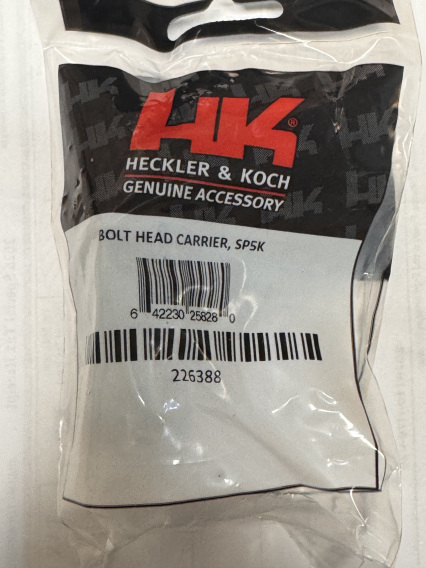 HK®
HECKLER & KOCH
GENUINE ACCESSORY
BOLT HEAD CARRIER, SP5K
6 42230 25828 0
226388